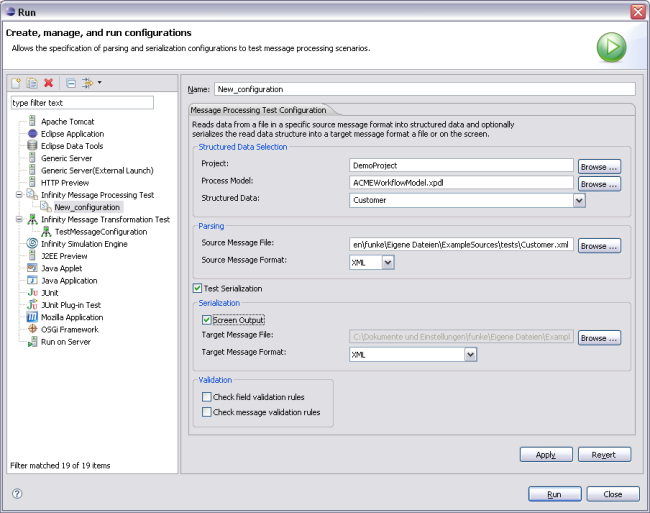 Run
Create, manage, and run configurations
Allows the specification of parsing and serialization configurations to test message processing scenarios.
type filter text
Apache Tomcat
Eclipse Application
Eclipse Data Tools
Generic Server
Generic Server(External Launch)
HTTP Preview
Infinity Message Processing Test
New_configuration
Infinity Message Transformation Test
TestMessageConfiguration
Infinity Simulation Engine
J2EE Preview
Java Applet
Java Application
JUnit
JUnit Plug-in Test
Mozilla Application
OSGi Framework
Run on Server
Filter matched 19 of 19 items
Name: New_configuration
Message Processing Test Configuration
Reads data from a file in a specific source message format into structured data and optionally
serializes the read data structure into a target message format a file or on the screen.
Structured Data Selection
Project: DemoProject Browse ...
Process Model: ACMEWorkflowModel.xpdl Browse ...
Structured Data: Customer
Parsing
Source Message File: en\funke\Eigene Dateien\ExampleSources\tests\Customer.xml Browse ...
Source Message Format: XML
Test Serialization
Serialization
Screen Output
Target Message File: C:\Dokumente und Einstellungen\funke\Eigene Dateien\Exampl Browse ...
Target Message Format: XML
Validation
Check field validation rules
Check message validation rules
Apply Revert
Run Close